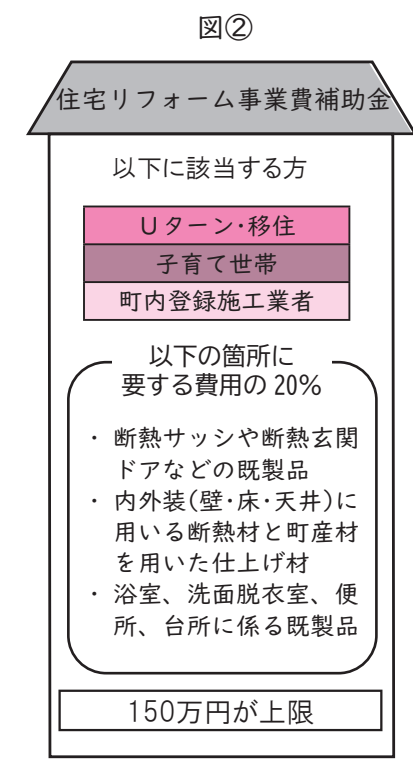 図②
住宅リフォーム事業費補助金
以下に該当する方
Uターン・移住
子育て世帯
町内登録施工業者
以下の箇所に
要する費用の20%
・ 断熱サッシや断熱玄関
ドアなどの既製品
・ 内外装(壁・床・天井)に
用いる断熱材と町産材
を用いた仕上げ材
・ 浴室、洗面脱衣室、便
所、台所に係る既製品
150万円が上限